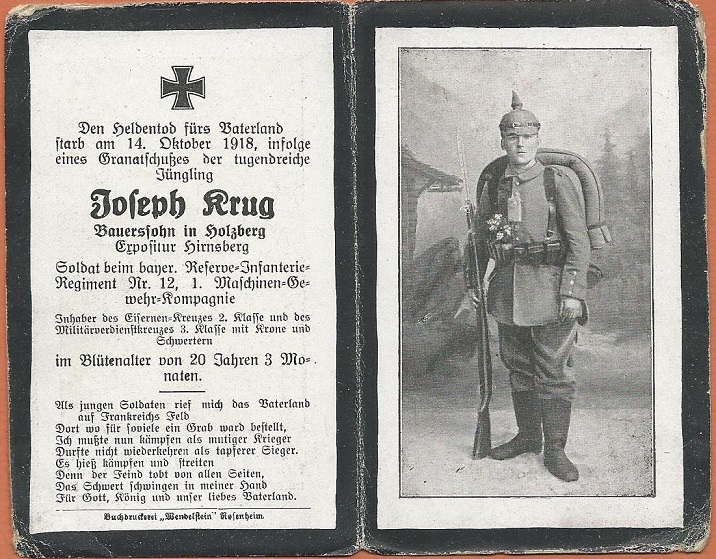 Den Heldentod fürs Vaterland
starb am 14. Oktober 1918, infolge
eines Granatschußes der tugendreiche
Jüngling
Joseph Krug
Bauerssohn in Holzberg
Expositur Hirnsberg
Soldat beim bayer. Reserve-Infanterie-
Regiment Nr. 12, 1. Maschinen-Ge-
wehr-Kompagnie
Inhaber des Eisernen-Kreuzes 2. Klasse und des
Militärverdienstkreuzes 3. Klasse mit Krone und
Schwertern
im Blütenalter von 20 Jahren 3 Mo-
naten.
Als jungen Soldaten rief mich das Vaterland
auf Frankreichs Feld
Dort wo für soviele ein Grab ward bestellt,
Ich mußte nun kämpfen als mutiger Krieger
Durfte nicht wiederkehren als tapferer Sieger.
Es hieß kämpfen und streiten
Denn der Feind tobt von allen Seiten,
Das Schwert schwingen in meiner Hand
Für Gott, König und unser liebes Vaterland.
Buchdruckerei „Wendelstein" Rosenheim.